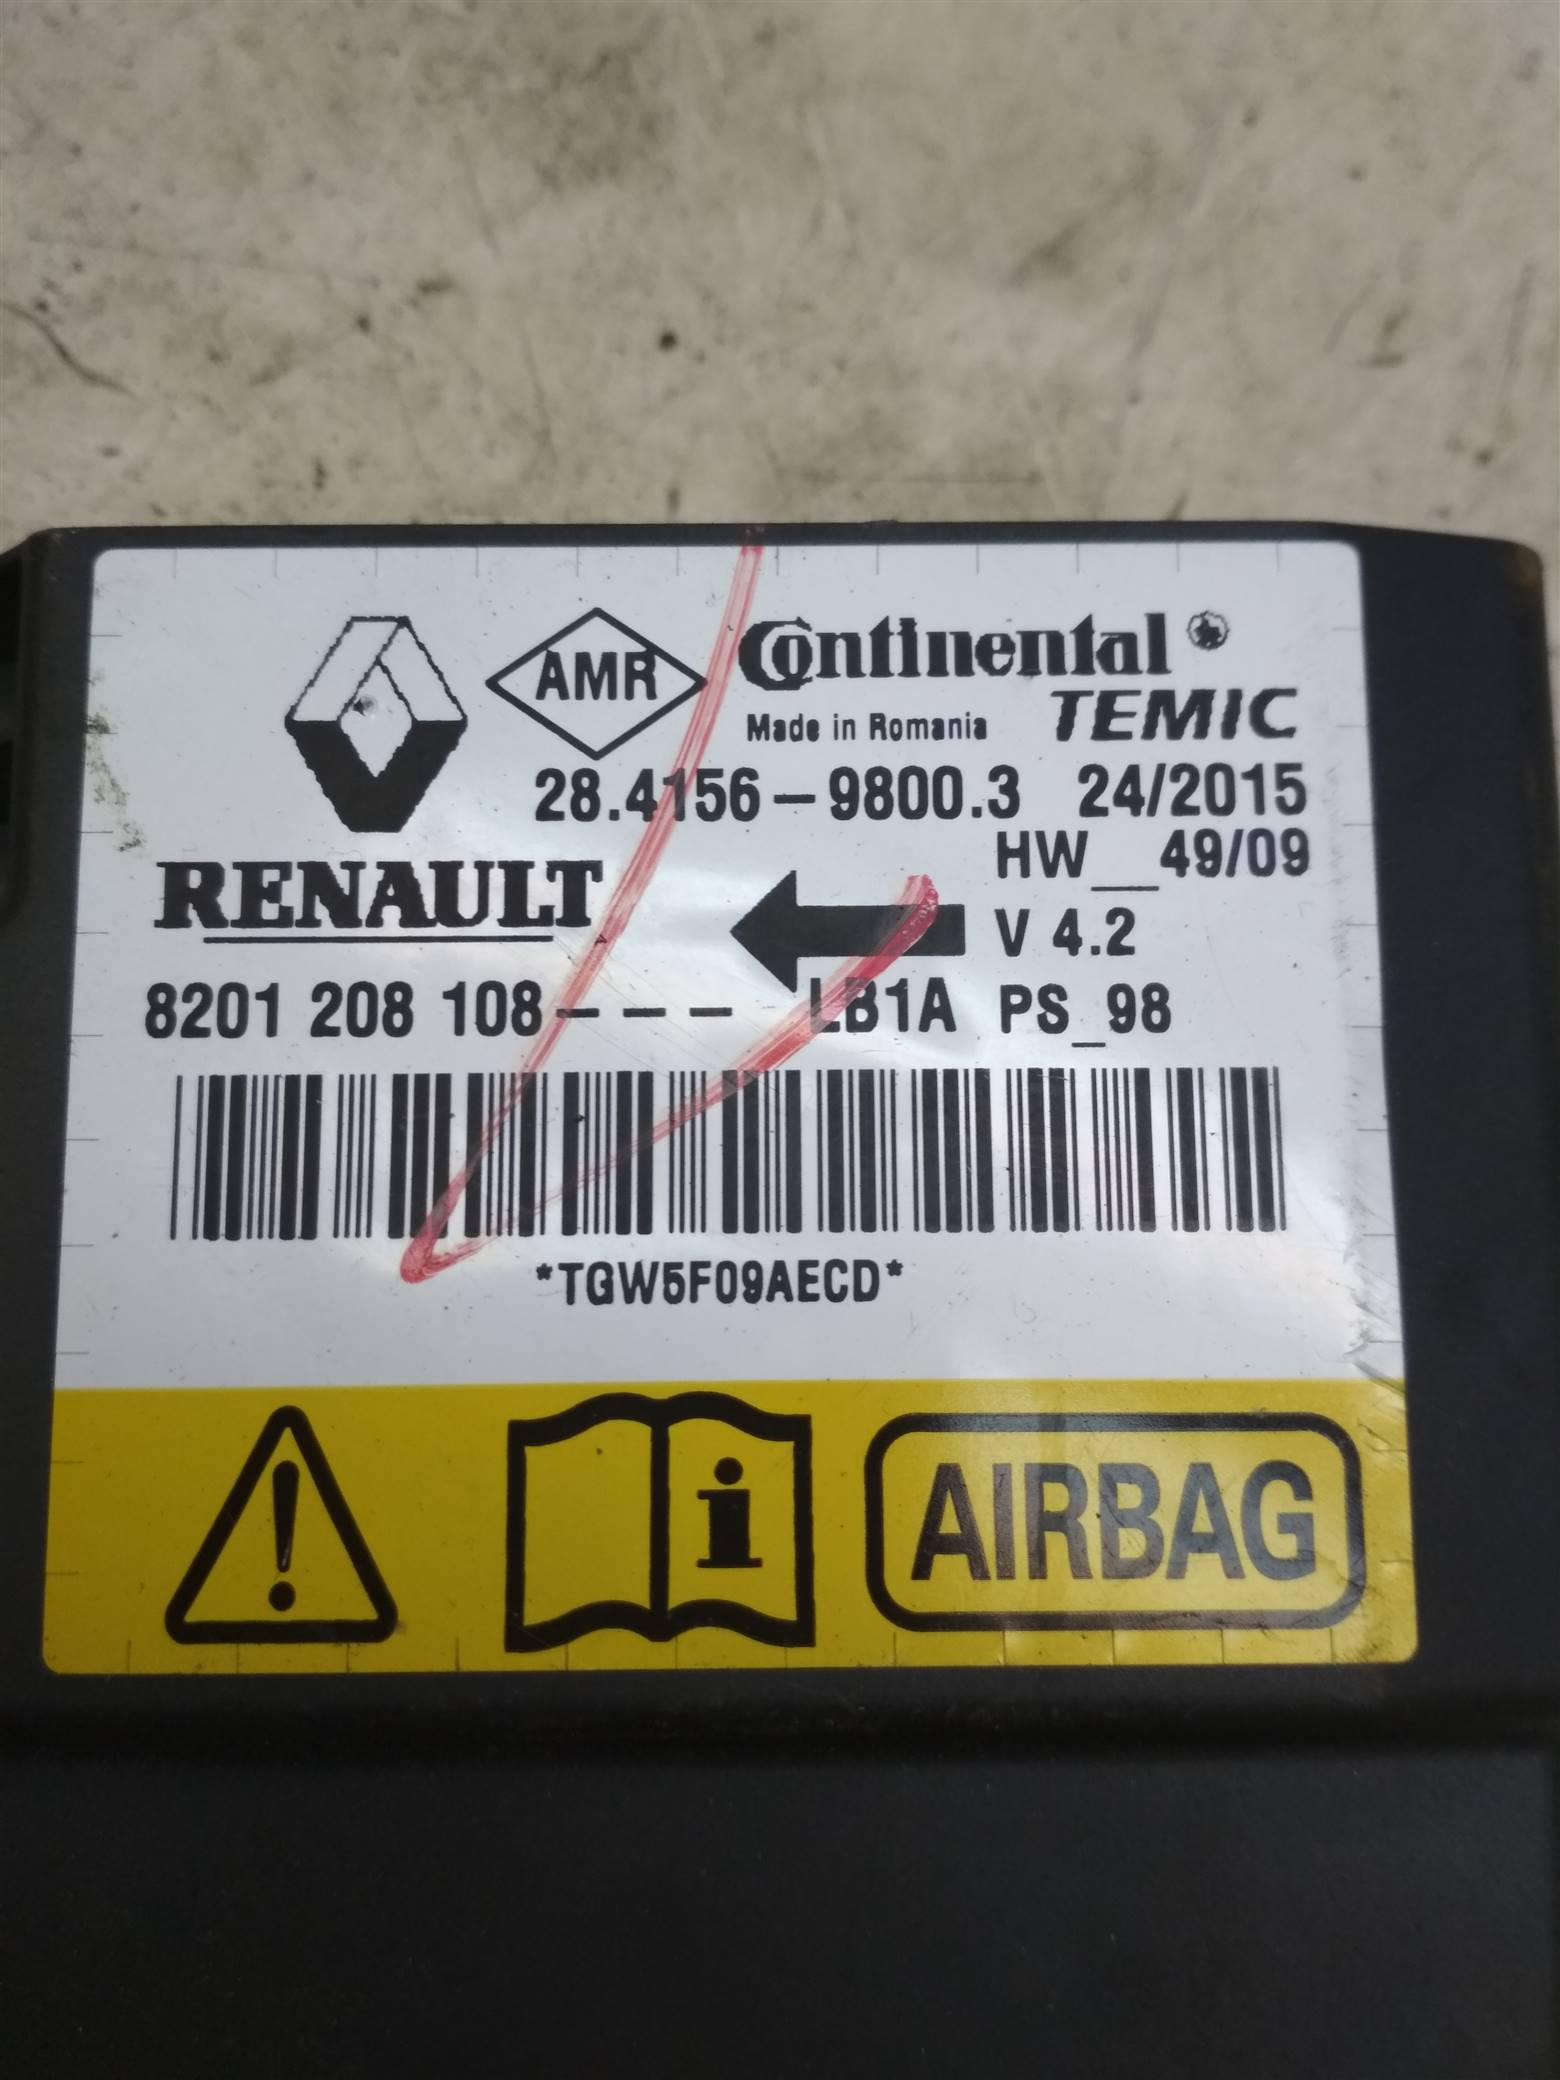 AMR Continental
Made in Romania TEMIC
28.4156-9800.3 24/2015
HW__49/09
RENAULT
V 4.2
8201 208 108--- LB1A PS_98
*TGW5F09AECD*
i AIRBAG